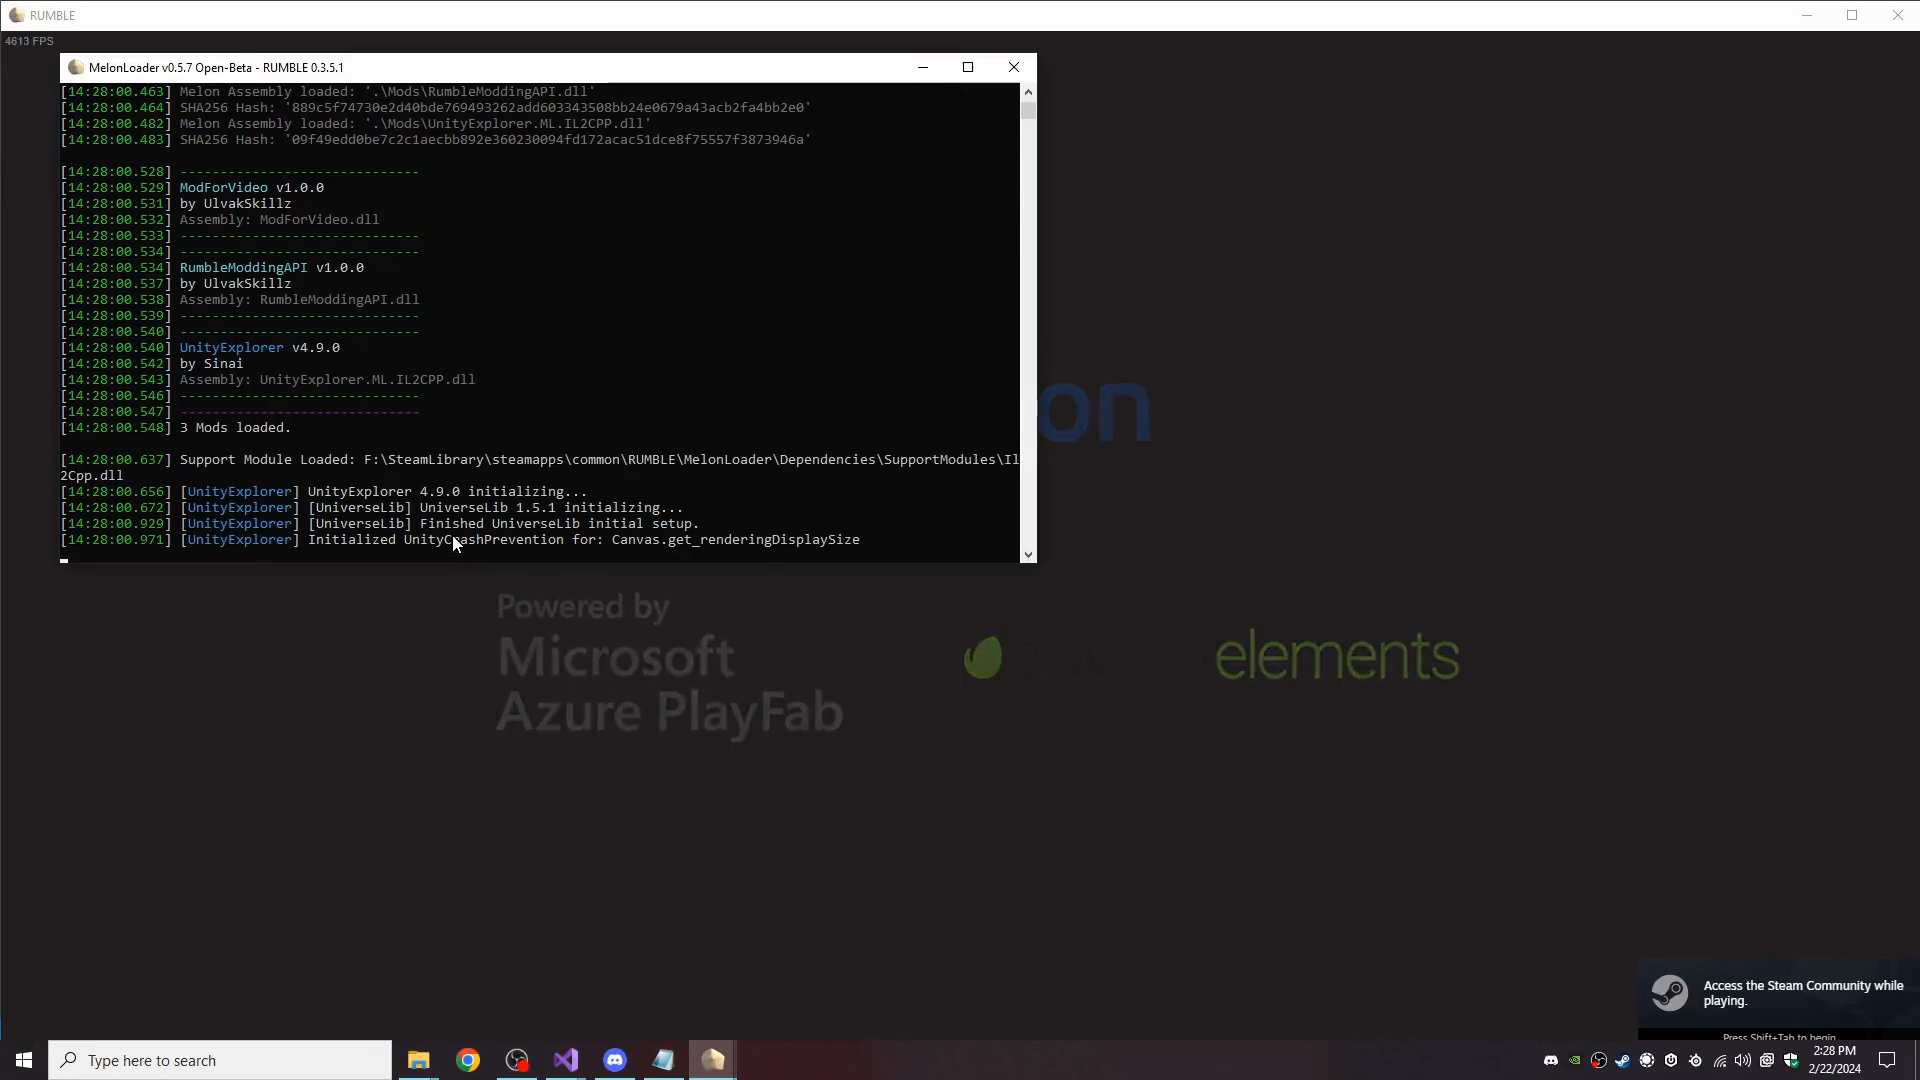 RUMBLE
4613 FPS
MelonLoader v0.5.7 Open-Beta - RUMBLE 0.3.5.1
[14:28:00.463] Melon Assembly loaded: '.\Mods\RumbleModdingAPI.dll'
[14:28:00.464] SHA256 Hash: '889c5f74730e2d40bde769493262add603343508bb24e0679a43acb2fa4bb2e0'
[14:28:00.482] Melon Assembly loaded: '.\Mods\UnityExplorer.ML.IL2CPP.dll'
[14:28:00.483] SHA256 Hash: '09f49edd0be7c2c1aecbb892e360230094fd172acac51dce8f75557f3873946a'
[14:28:00.528] ------------------------------
[14:28:00.529] ModForVideo v1.0.0
[14:28:00.531] by UlvakSkillz
[14:28:00.532] Assembly: ModForVideo.dll
[14:28:00.533] ------------------------------
[14:28:00.534] ------------------------------
[14:28:00.534] RumbleModdingAPI v1.0.0
[14:28:00.537] by UlvakSkillz
[14:28:00.538] Assembly: RumbleModdingAPI.dll
[14:28:00.539] ------------------------------
[14:28:00.540] ------------------------------
[14:28:00.540] UnityExplorer v4.9.0
[14:28:00.542] by Sinai
[14:28:00.543] Assembly: UnityExplorer.ML.IL2CPP.dll
[14:28:00.546] ------------------------------
[14:28:00.547] ------------------------------
[14:28:00.548] 3 Mods loaded.
[14:28:00.637] Support Module Loaded: F:\SteamLibrary\steamapps\common\RUMBLE\MelonLoader\Dependencies\SupportModules\Il
2Cpp.dll
[14:28:00.656] [UnityExplorer] UnityExplorer 4.9.0 initializing...
[14:28:00.672] [UnityExplorer] [UniverseLib] UniverseLib 1.5.1 initializing...
[14:28:00.929] [UnityExplorer] [UniverseLib] Finished UniverseLib initial setup.
[14:28:00.971] [UnityExplorer] Initialized UnityCrashPrevention for: Canvas.get_renderingDisplaySize
on
Powered by
Microsoft
Azure PlayFab
elements
Access the Steam Community while
playing.
Press Shift+Tab to begin
Type here to search
2:28 PM
2/22/2024